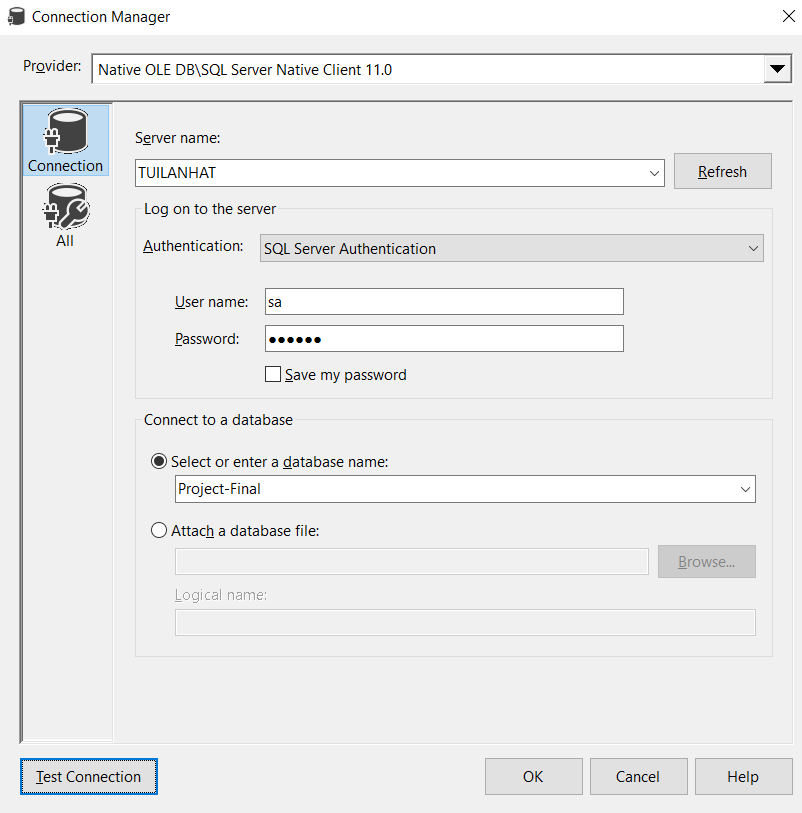 Connection Manager
Provider: Native OLE DB\SQL Server Native Client 11.0
Connection
All
Server name:
TUILANHAT Refresh
Log on to the server
Authentication: SQL Server Authentication
User name: sa
Password: ●●●●●●
Save my password
Connect to a database
Select or enter a database name:
Project-Final
Attach a database file:
Browse...
Logical name:
Test Connection OK Cancel Help